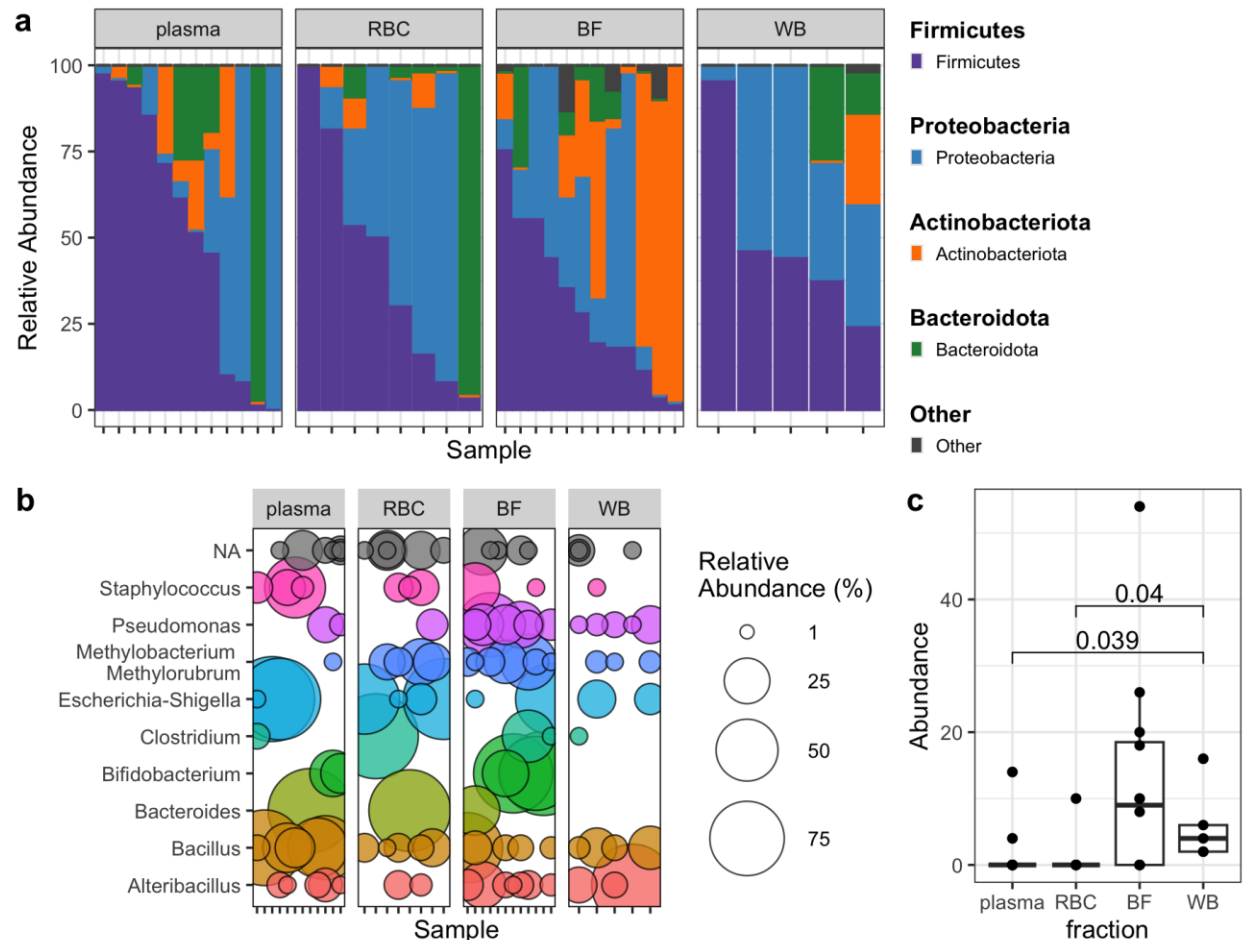 a
plasma
RBC
BF
WB
Relative Abundance
100
75
50
25
0
Sample
Firmicutes
Firmicutes
Proteobacteria
Proteobacteria
Actinobacteriota
Actinobacteriota
Bacteroidota
Bacteroidota
Other
Other
b
plasma
RBC
BF
WB
NA
Staphylococcus
Pseudomonas
Methylobacterium
Methylorubrum
Escherichia-Shigella
Clostridium
Bifidobacterium
Bacteroides
Bacillus
Alteribacillus
Sample
Relative
Abundance (%)
1
25
50
75
c
Abundance
40
20
0
0.04
0.039
plasma
RBC
BF
WB
fraction